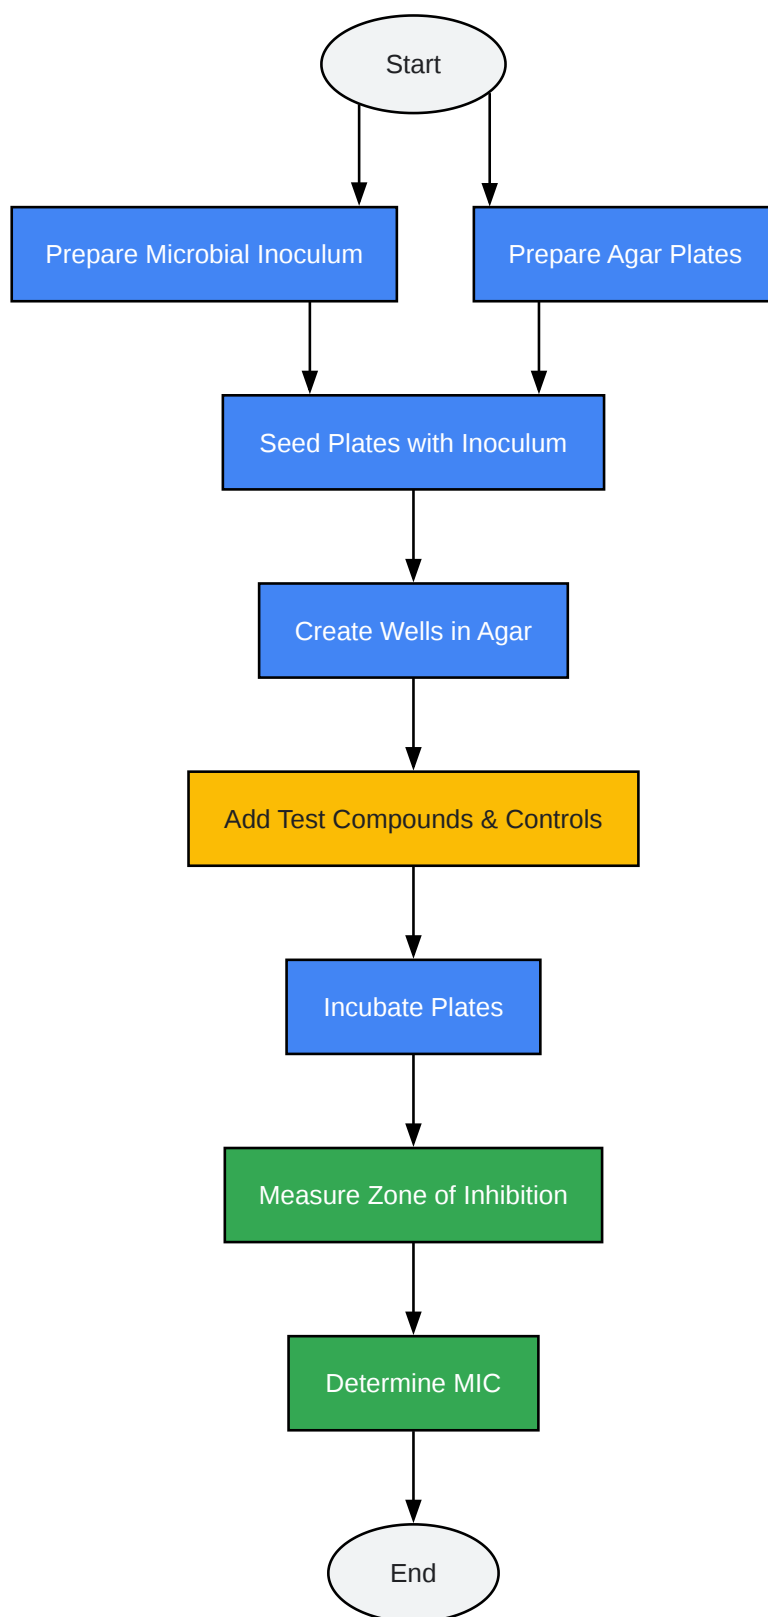 Start
Prepare Microbial Inoculum
Prepare Agar Plates
Seed Plates with Inoculum
Create Wells in Agar
Add Test Compounds & Controls
Incubate Plates
Measure Zone of Inhibition
Determine MIC
End